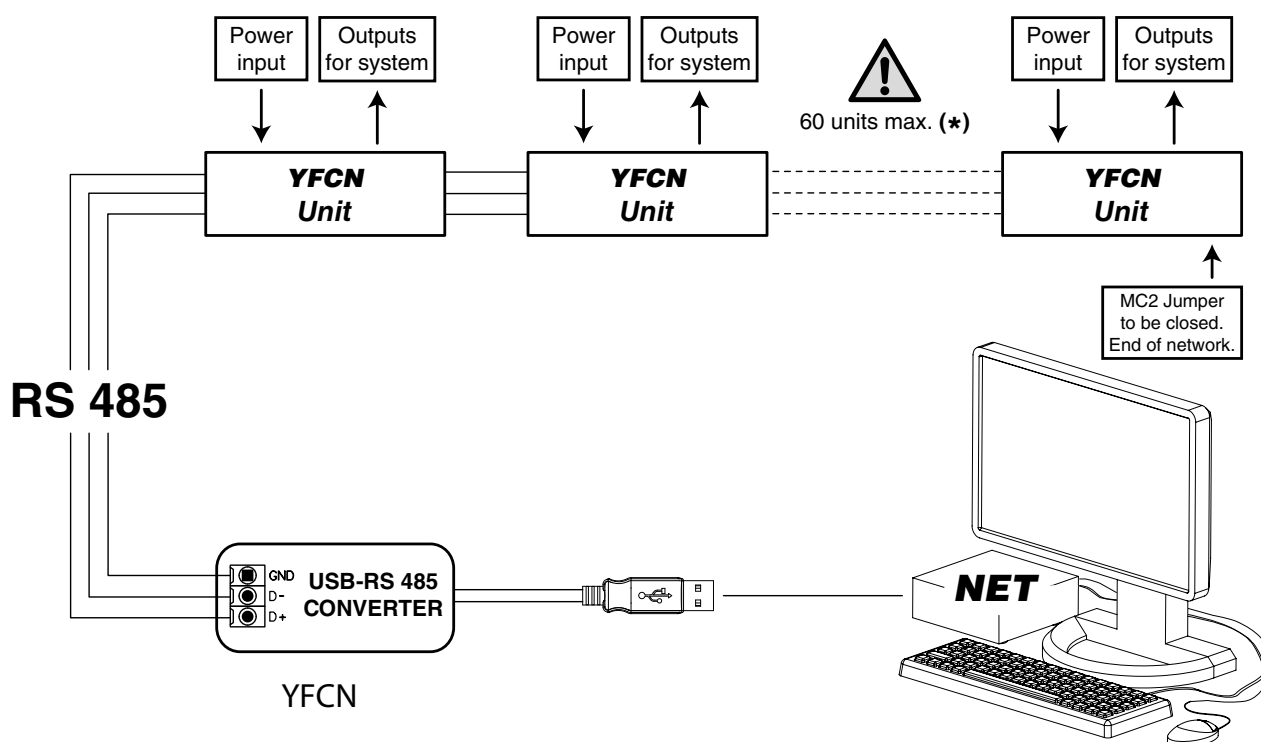 Power
input
Outputs
for system
Power
input
Outputs
for system
60 units max. (*)
Power
input
Outputs
for system
YFCN
Unit
YFCN
Unit
YFCN
Unit
MC2 Jumper
to be closed.
End of network.
RS 485
GND
D-
D+
USB-RS 485
CONVERTER
NET
YFCN